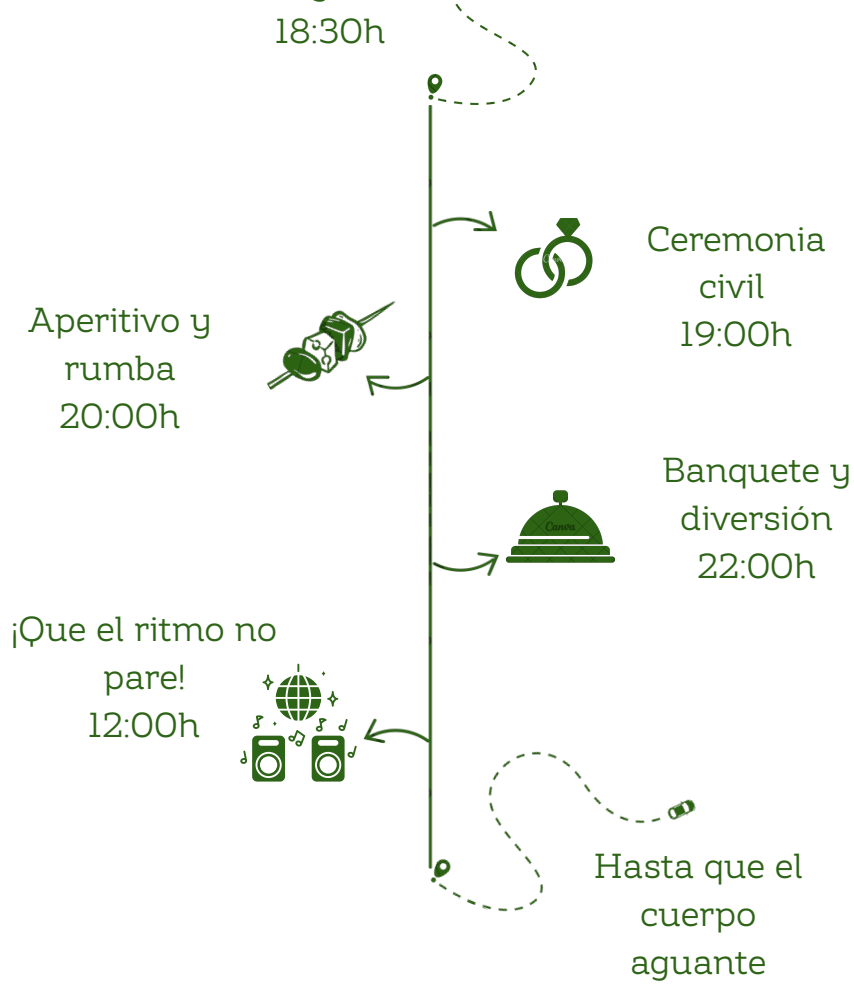 18:30h
Ceremonia
civil
19:00h
Aperitivo y
rumba
20:00h
Banquete y
diversión
22:00h
Canva
¡Que el ritmo no
pare!
12:00h
Hasta que el
cuerpo
aguante